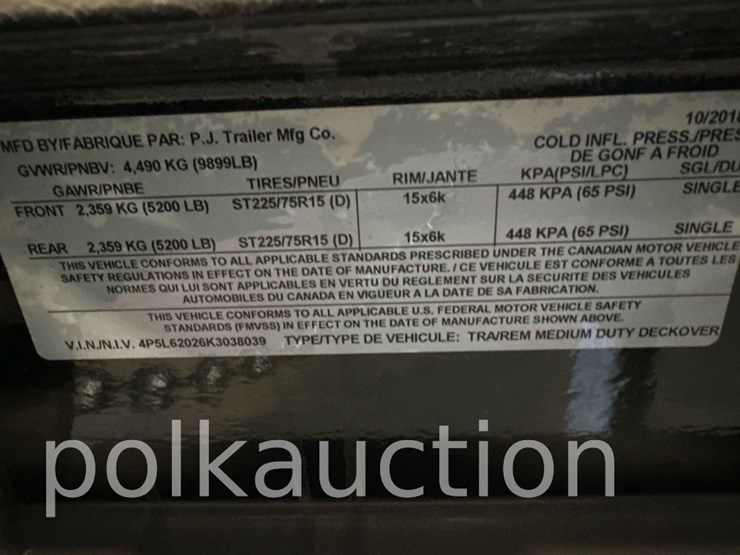 10/2018
MFD BY/FABRIQUE PAR: P.J. Trailer Mfg Co.
COLD INFL. PRESS./PRES
DE GONF A FROID
GVWR/PNBV: 4,490 KG (9899LB)
GAWR/PNBE TIRES/PNEU RIM/JANTE KPA(PSI/LPC) SGL/DU
FRONT 2,359 KG (5200 LB) ST225/75R15 (D) 15x6k 448 KPA (65 PSI) SINGLE
REAR 2,359 KG (5200 LB) ST225/75R15 (D) 15x6k 448 KPA (65 PSI) SINGLE
THIS VEHICLE CONFORMS TO ALL APPLICABLE STANDARDS PRESCRIBED UNDER THE CANADIAN MOTOR VEHICLE
SAFETY REGULATIONS IN EFFECT ON THE DATE OF MANUFACTURE. / CE VEHICULE EST CONFORME A TOUTES LES
NORMES QUI LUI SONT APPLICABLES EN VERTU DU REGLEMENT SUR LA SECURITE DES VEHICULES
AUTOMOBILES DU CANADA EN VIGUEUR A LA DATE DE SA FABRICATION.
THIS VEHICLE CONFORMS TO ALL APPLICABLE U.S. FEDERAL MOTOR VEHICLE SAFETY
STANDARDS (FMVSS) IN EFFECT ON THE DATE OF MANUFACTURE SHOWN ABOVE.
V.I.N./N.I.V. 4P5L62026K3038039 TYPE/TYPE DE VEHICULE: TRA/REM MEDIUM DUTY DECKOVER
polkauction